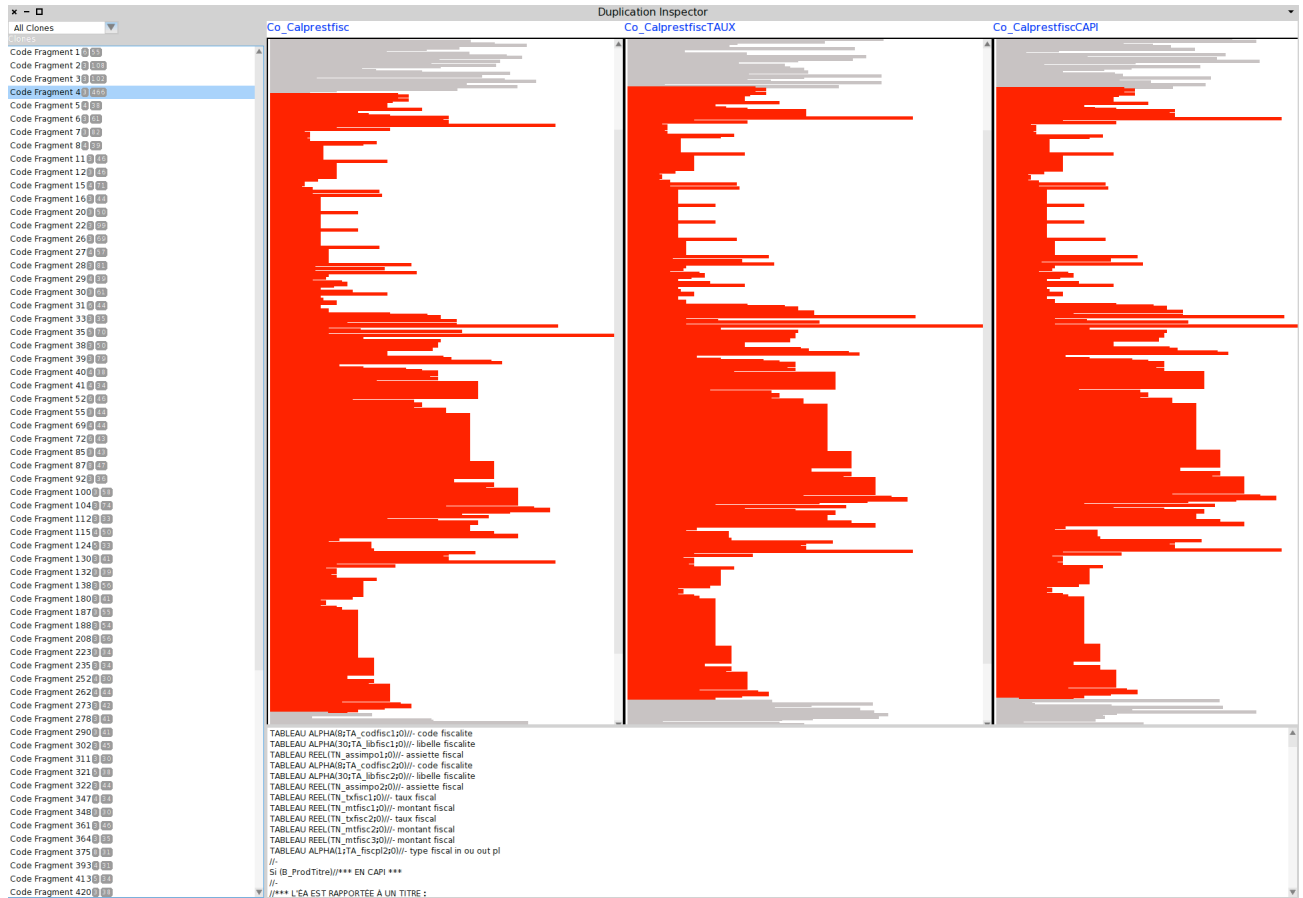 Duplication Inspector
All Clones
Clones
Co_Calprestfisc
Co_CalprestfiscTAUX
Co_CalprestfiscCAPI
Code Fragment 1
Code Fragment 2
Code Fragment 3 3 102
Code Fragment 4 3 466
Code Fragment 5
Code Fragment 6
Code Fragment 7
Code Fragment 8
Code Fragment 11
Code Fragment 12
Code Fragment 15
Code Fragment 16
Code Fragment 20
Code Fragment 22
Code Fragment 26
Code Fragment 27
Code Fragment 28
Code Fragment 29
Code Fragment 30
Code Fragment 31
Code Fragment 33
Code Fragment 35
Code Fragment 38
Code Fragment 39
Code Fragment 40
Code Fragment 41
Code Fragment 52
Code Fragment 55
Code Fragment 69
Code Fragment 72
Code Fragment 85
Code Fragment 87
Code Fragment 92
Code Fragment 100
Code Fragment 104
Code Fragment 112
Code Fragment 115
Code Fragment 124
Code Fragment 130
Code Fragment 132
Code Fragment 138
Code Fragment 180
Code Fragment 187
Code Fragment 188
Code Fragment 208
Code Fragment 223
Code Fragment 235
Code Fragment 252
Code Fragment 262
Code Fragment 273
Code Fragment 278
Code Fragment 290
Code Fragment 302
Code Fragment 311
Code Fragment 321
Code Fragment 322
Code Fragment 347
Code Fragment 348
Code Fragment 361
Code Fragment 364
Code Fragment 375
Code Fragment 393
Code Fragment 413
Code Fragment 420
TABLEAU ALPHA(8;TA_codfisc1;0)//- code fiscalite
TABLEAU ALPHA(30;TA_libfisc1;0)//- libelle fiscalite
TABLEAU REEL(TN_assimpo1;0)//- assiette fiscal
TABLEAU ALPHA(8;TA_codfisc2;0)//- code fiscalite
TABLEAU ALPHA(30;TA_libfisc2;0)//- libelle fiscalite
TABLEAU REEL(TN_assimpo2;0)//- assiette fiscal
TABLEAU REEL(TN_txfisc1;0)//- taux fiscal
TABLEAU REEL(TN_mtfisc1;0)//- montant fiscal
TABLEAU REEL(TN_txfisc2;0)//- taux fiscal
TABLEAU REEL(TN_mtfisc2;0)//- montant fiscal
TABLEAU REEL(TN_mtfisc3;0)//- montant fiscal
TABLEAU ALPHA(1;TA_fiscpl2;0)//- type fiscal in ou out pl
//-
Si (B_ProdTitre)//*** EN CAPI ***
//-
//*** L'ÉA EST RAPPORTÉE À UN TITRE :